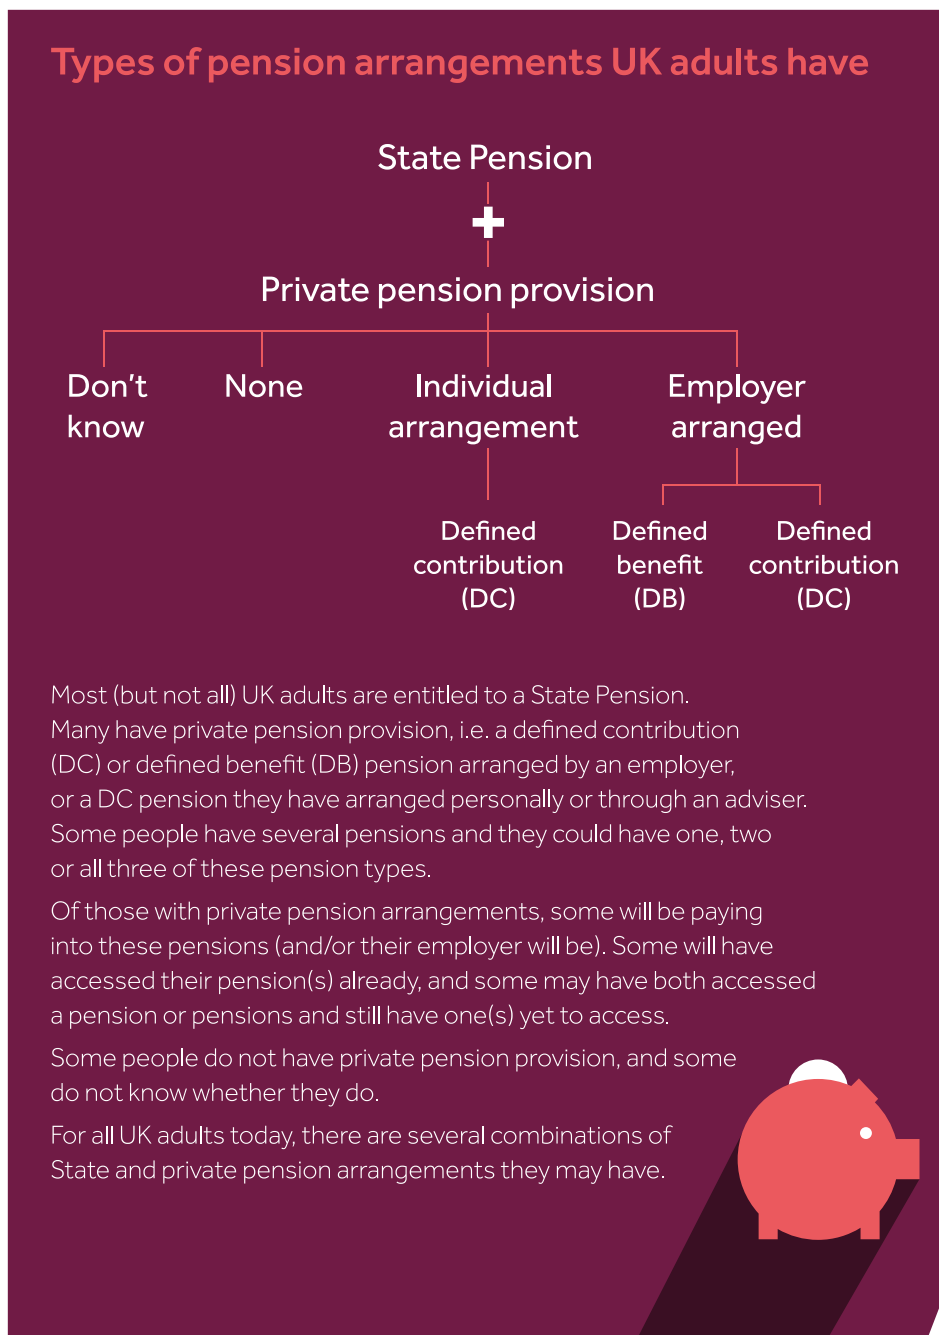 Types of pension arrangements UK adults have
State Pension
+
Private pension provision
Don't know
None
Individual arrangement
Employer arranged
Defined contribution (DC)
Defined benefit (DB)
Defined contribution (DC)
Most (but not all) UK adults are entitled to a State Pension.
Many have private pension provision, i.e. a defined contribution
(DC) or defined benefit (DB) pension arranged by an employer,
or a DC pension they have arranged personally or through an adviser.
Some people have several pensions and they could have one, two
or all three of these pension types.
Of those with private pension arrangements, some will be paying
into these pensions (and/or their employer will be). Some will have
accessed their pension(s) already, and some may have both accessed
a pension or pensions and still have one(s) yet to access.
Some people do not have private pension provision, and some
do not know whether they do.
For all UK adults today, there are several combinations of
State and private pension arrangements they may have.